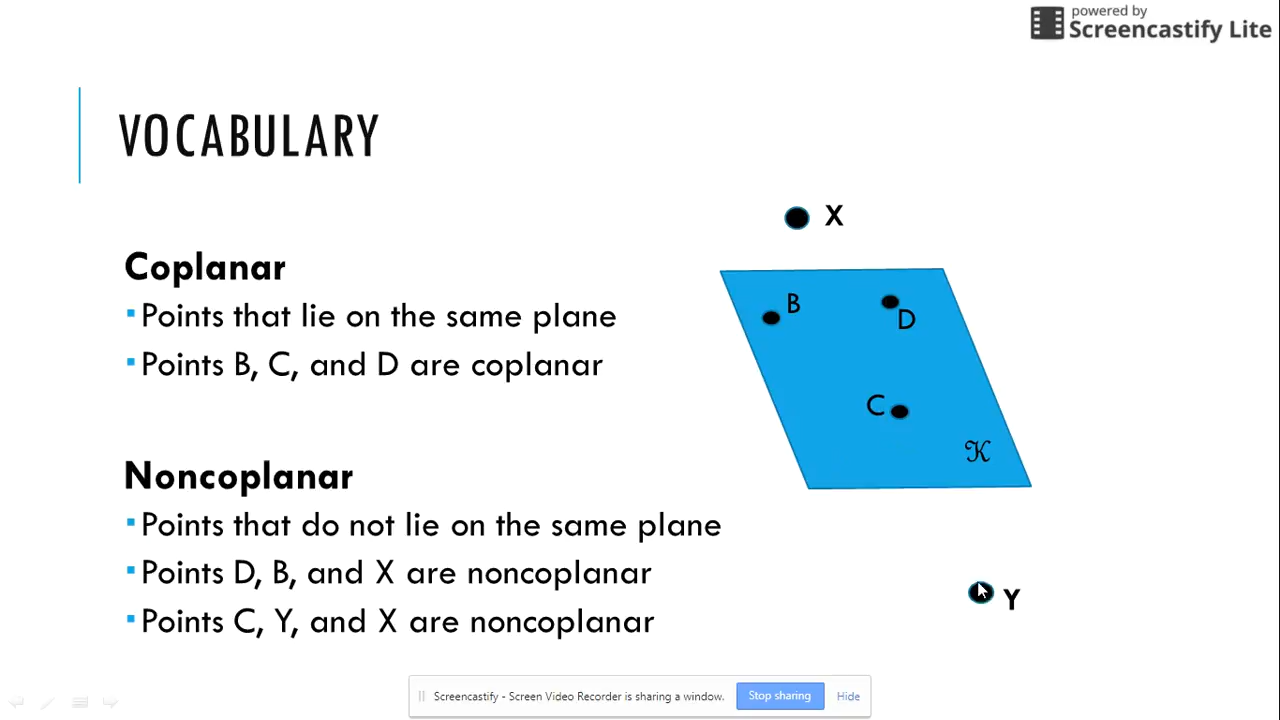 powered by
Screencastify Lite
VOCABULARY
Coplanar
▪Points that lie on the same plane
▪Points B, C, and D are coplanar
Noncoplanar
▪Points that do not lie on the same plane
▪Points D, B, and X are noncoplanar
▪Points C, Y, and X are noncoplanar
X
B
D
C
𝒦
Y
Screencastify - Screen Video Recorder is sharing a window.
Stop sharing
Hide